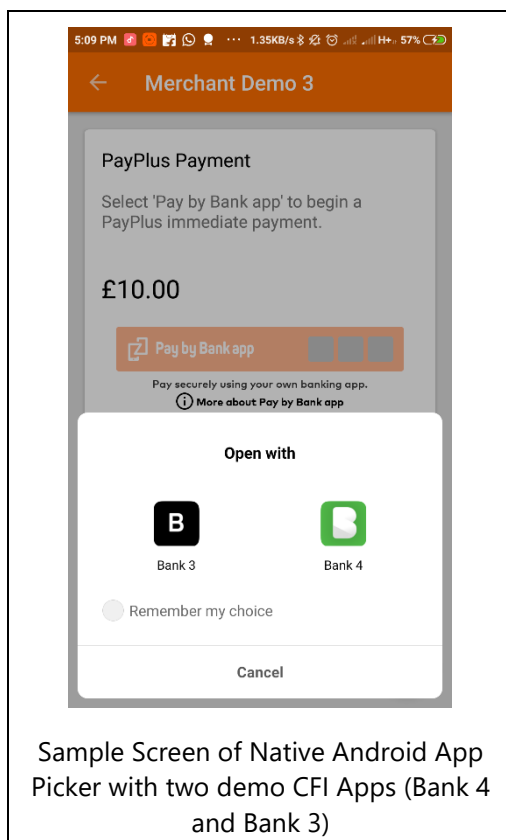 5:09 PM 1.35KB/s H+ 57%
Merchant Demo 3
PayPlus Payment
Select 'Pay by Bank app' to begin a
PayPlus immediate payment.
£10.00
Pay by Bank app
Pay securely using your own banking app.
More about Pay by Bank app
Open with
B
Bank 3
Bank 4
Remember my choice
Cancel
Sample Screen of Native Android App
Picker with two demo CFI Apps (Bank 4
and Bank 3)